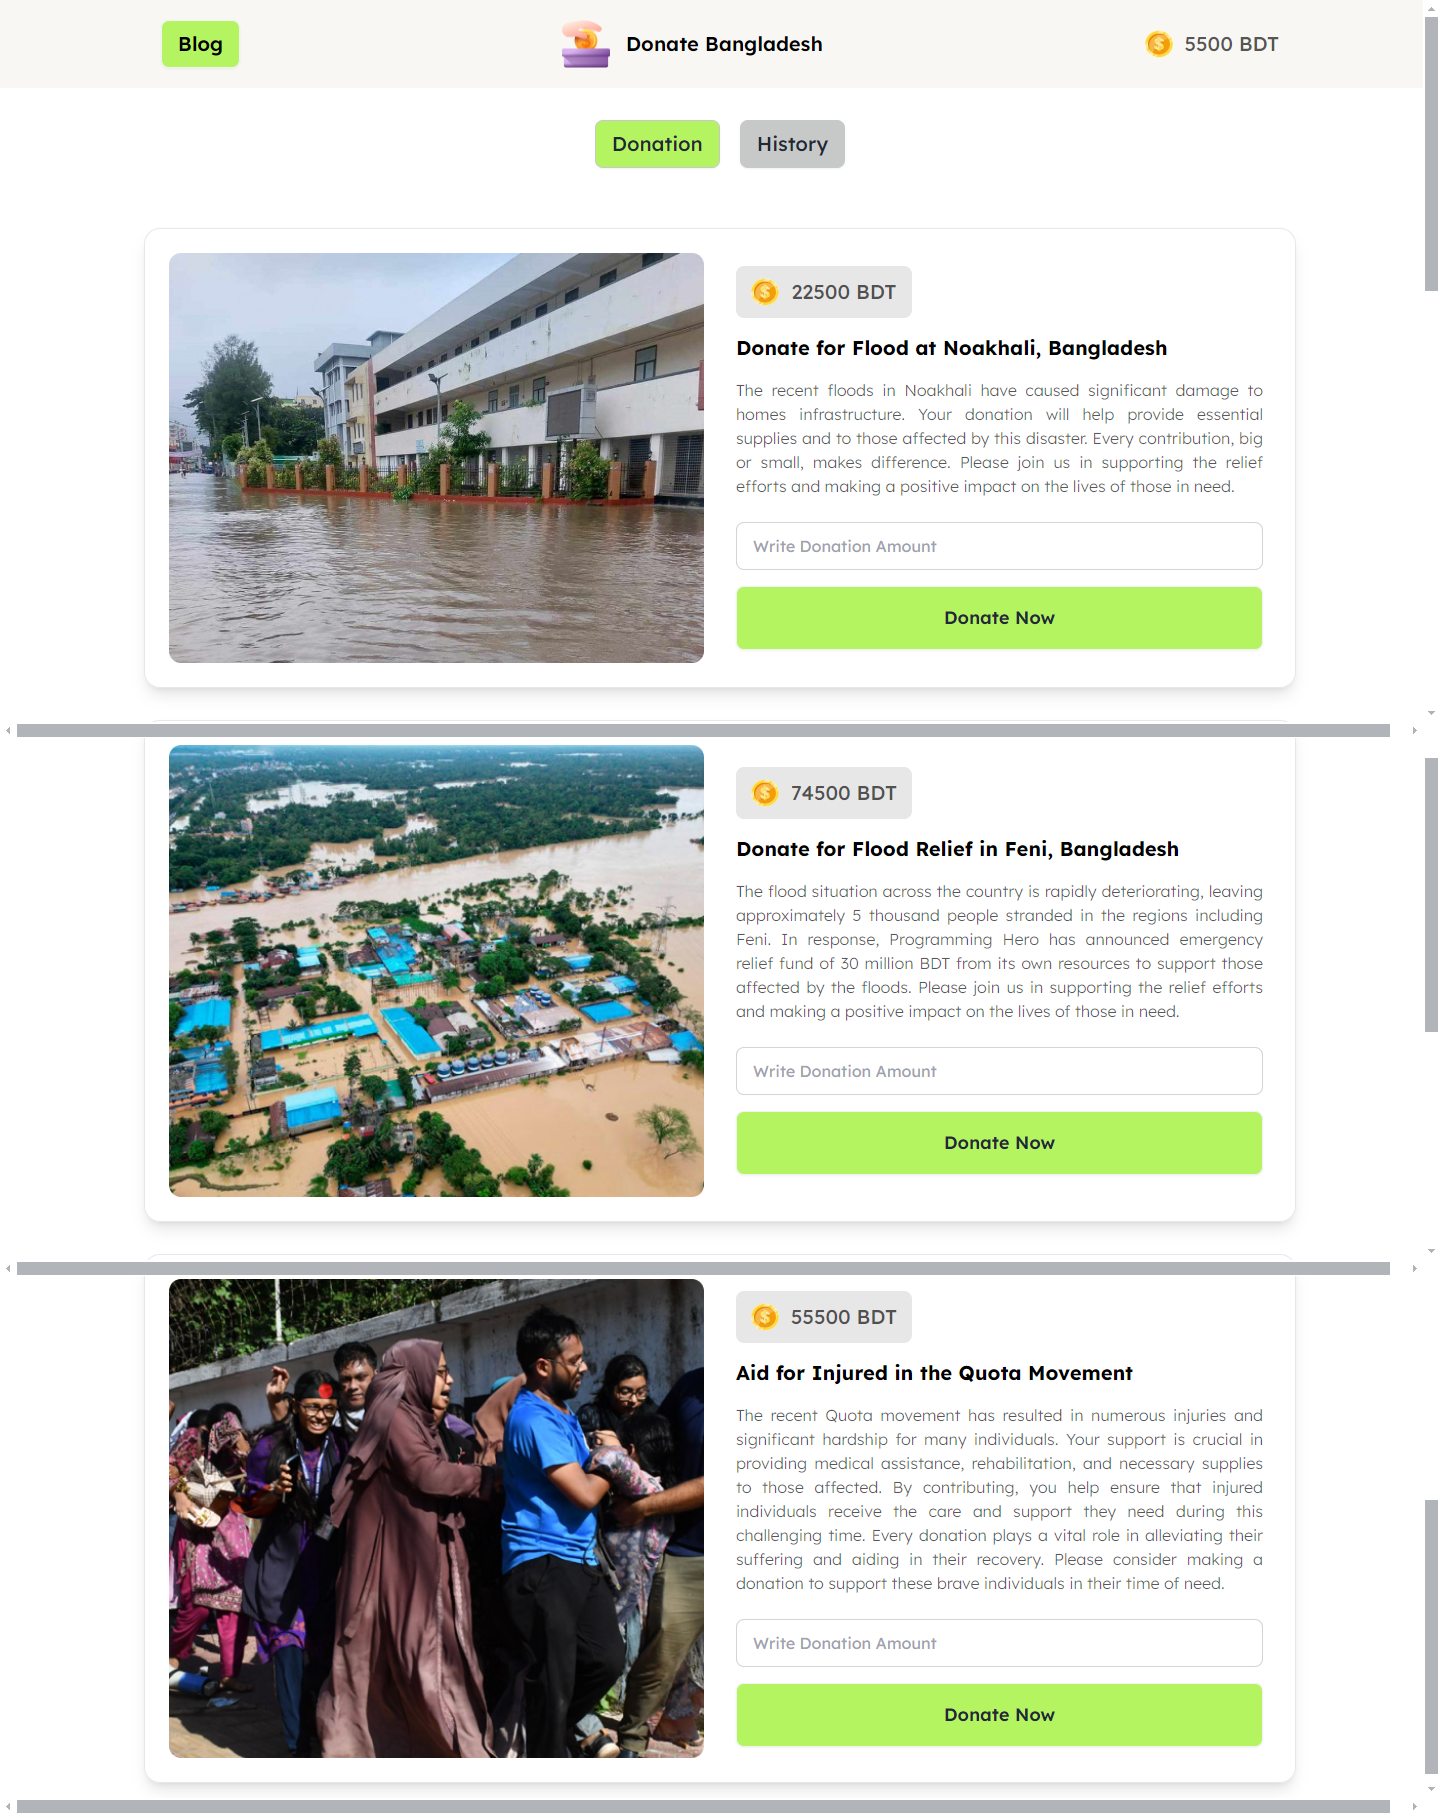 Blog
Donate Bangladesh
5500 BDT
Donation
History
22500 BDT
Donate for Flood at Noakhali, Bangladesh
The recent floods in Noakhali have caused significant damage to
homes infrastructure. Your donation will help provide essential
supplies and to those affected by this disaster. Every contribution, big
or small, makes difference. Please join us in supporting the relief
efforts and making a positive impact on the lives of those in need.
Write Donation Amount
Donate Now
74500 BDT
Donate for Flood Relief in Feni, Bangladesh
The flood situation across the country is rapidly deteriorating, leaving
approximately 5 thousand people stranded in the regions including
Feni. In response, Programming Hero has announced emergency
relief fund of 30 million BDT from its own resources to support those
affected by the floods. Please join us in supporting the relief efforts
and making a positive impact on the lives of those in need.
Write Donation Amount
Donate Now
55500 BDT
Aid for Injured in the Quota Movement
The recent Quota movement has resulted in numerous injuries and
significant hardship for many individuals. Your support is crucial in
providing medical assistance, rehabilitation, and necessary supplies
to those affected. By contributing, you help ensure that injured
individuals receive the care and support they need during this
challenging time. Every donation plays a vital role in alleviating their
suffering and aiding in their recovery. Please consider making a
donation to support these brave individuals in their time of need.
Write Donation Amount
Donate Now